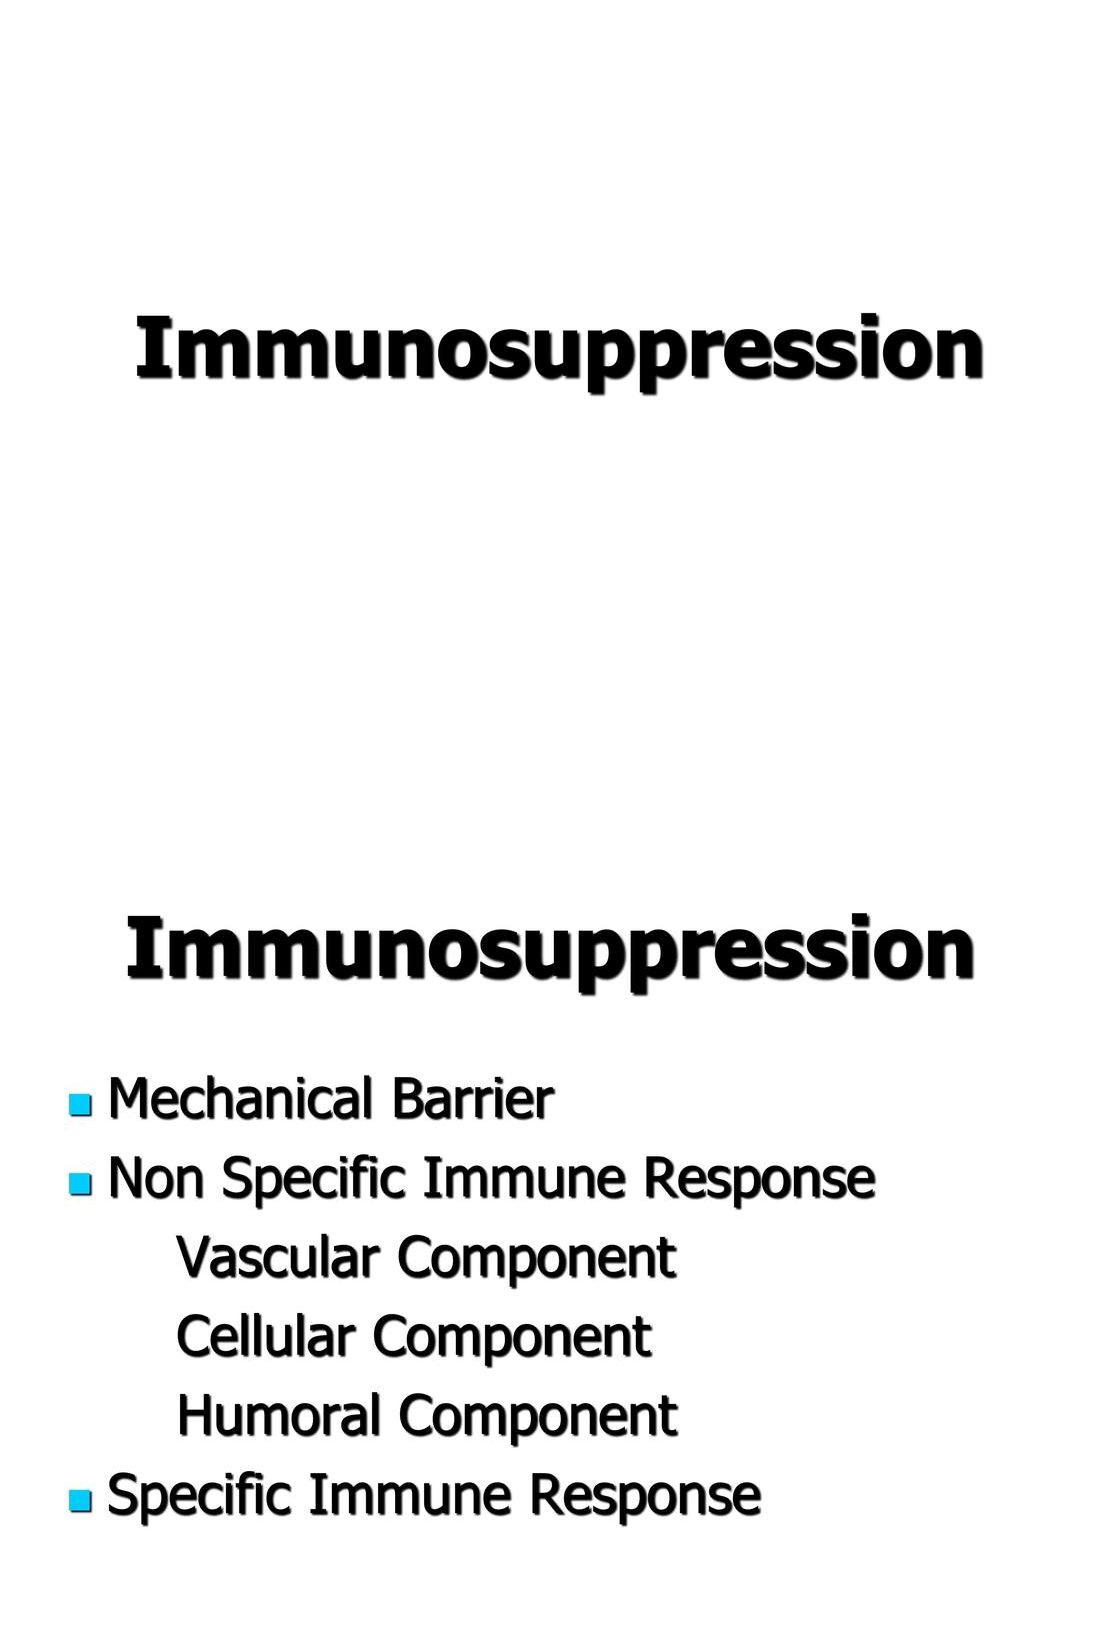 Immunosuppression
Immunosuppression
Mechanical Barrier
Non Specific Immune Response
Vascular Component
Cellular Component
Humoral Component
Specific Immune Response